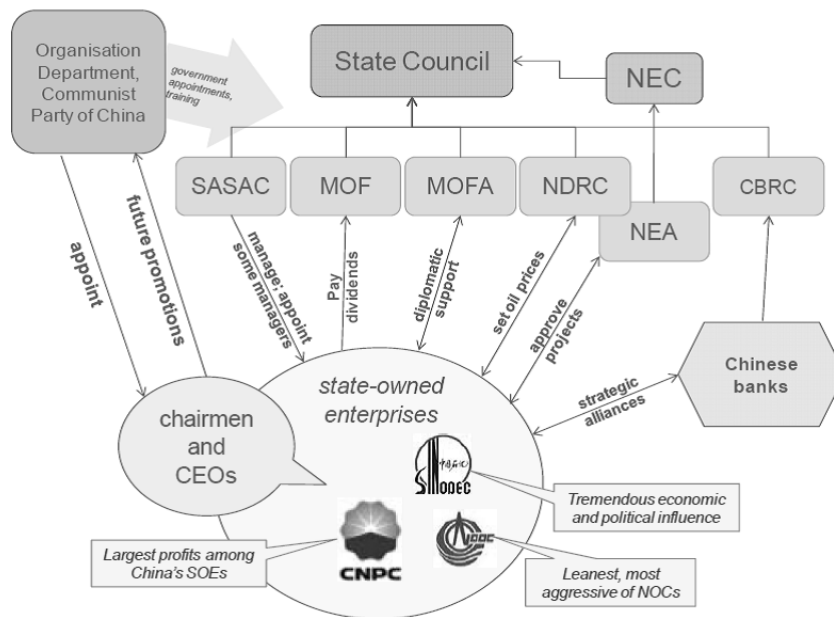 Organisation
Department,
Communist
Party of China
government
appointments,
training
State Council
NEC
SASAC
MOF
MOFA
NDRC
NEA
CBRC
appoint
future promotions
manage; appoint
some managers
Pay
dividends
diplomatic
support
set oil prices
approve
projects
Chinese
banks
strategic
alliances
state-owned
enterprises
chairmen
and
CEOs
SINOPEC
Tremendous economic
and political influence
CNPC
Largest profits among
China's SOEs
Leanest, most
aggressive of NOCs